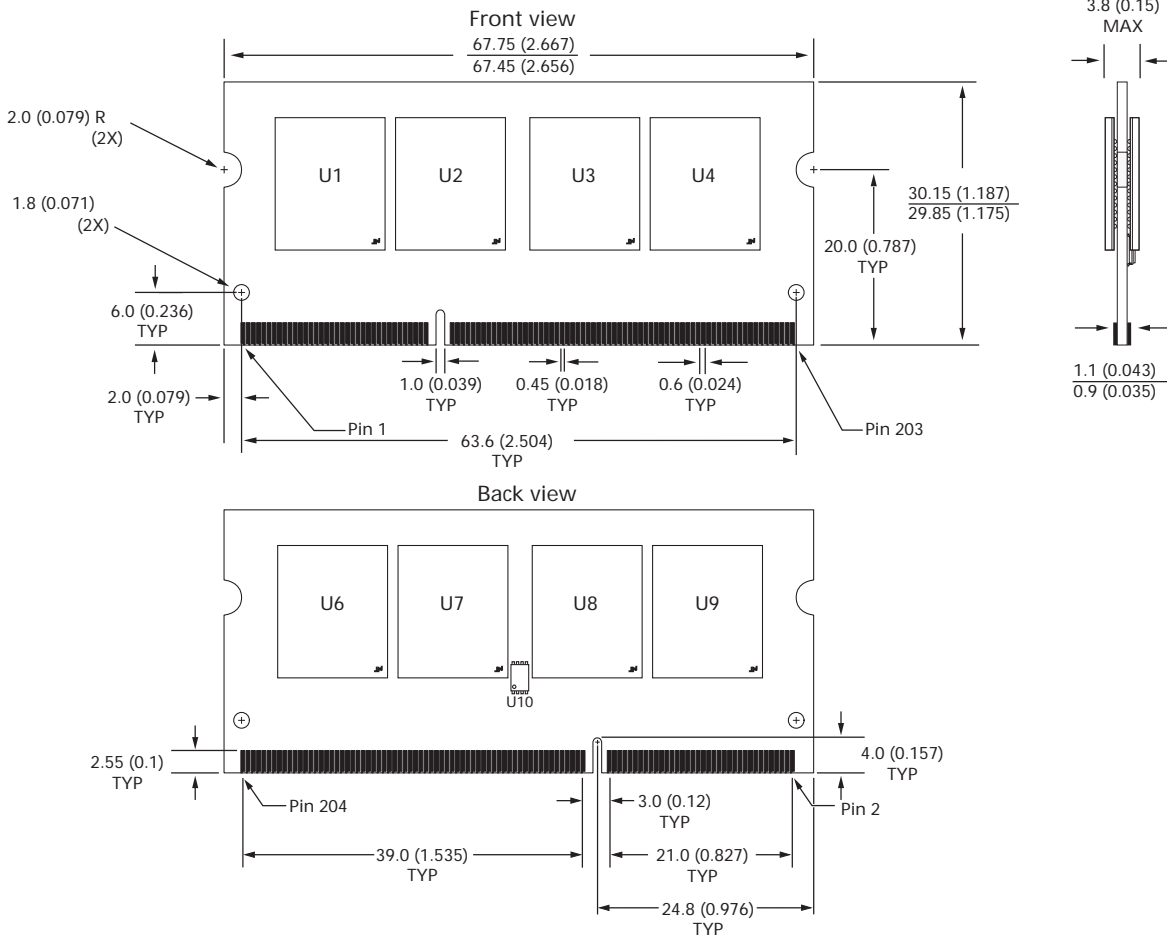 Front view
67.75 (2.667)
67.45 (2.656)
3.8 (0.15)
MAX
2.0 (0.079) R
(2X)
U1
U2
U3
U4
1.8 (0.071)
(2X)
30.15 (1.187)
29.85 (1.175)
20.0 (0.787)
TYP
6.0 (0.236)
TYP
1.0 (0.039)
TYP
0.45 (0.018)
TYP
0.6 (0.024)
TYP
1.1 (0.043)
0.9 (0.035)
2.0 (0.079)
TYP
Pin 1
63.6 (2.504)
TYP
Pin 203
Back view
U6
U7
U8
U9
U10
2.55 (0.1)
TYP
4.0 (0.157)
TYP
Pin 204
3.0 (0.12)
TYP
Pin 2
39.0 (1.535)
TYP
21.0 (0.827)
TYP
24.8 (0.976)
TYP